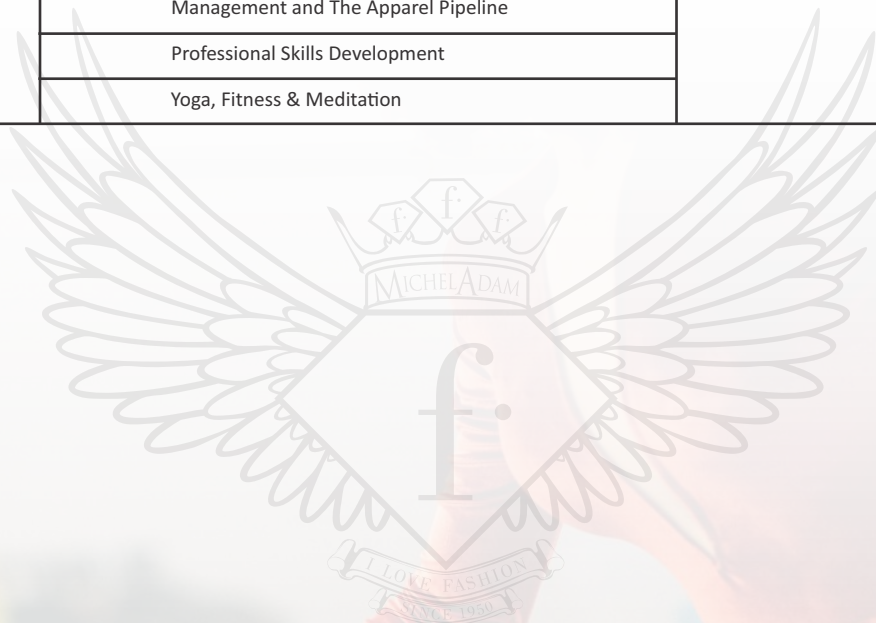 Management and The Apparel Pipeline
Professional Skills Development
Yoga, Fitness & Meditation
f. f. f.
MICHELADAM
f.
I LOVE FASHION
SINCE 1950